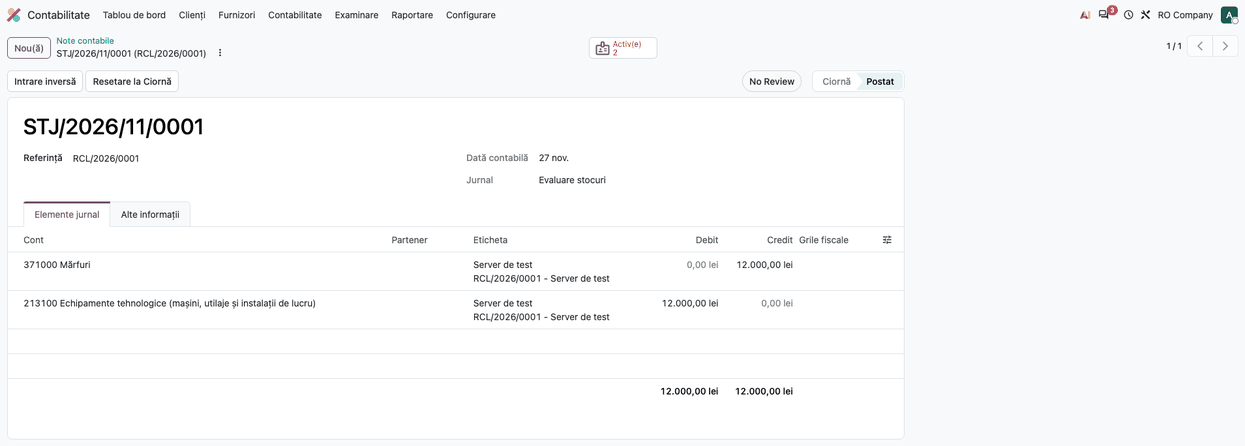 Contabilitate Tablou de bord Clienți Furnizori Contabilitate Examinare Raportare Configurare AI 3 RO Company A
Nou(ă) Note contabile
STJ/2026/11/0001 (RCL/2026/0001)
Activ(e)
2
1 / 1
Intrare inversă Resetare la Ciornă No Review Ciornă Postat
STJ/2026/11/0001
Referință RCL/2026/0001 Dată contabilă 27 nov.
Jurnal Evaluare stocuri
Elemente jurnal Alte informații
Cont Partener Eticheta Debit Credit Grile fiscale
371000 Mărfuri Server de test 0,00 lei 12.000,00 lei
RCL/2026/0001 - Server de test
213100 Echipamente tehnologice (mașini, utilaje și instalații de lucru) Server de test 12.000,00 lei 0,00 lei
RCL/2026/0001 - Server de test
12.000,00 lei 12.000,00 lei